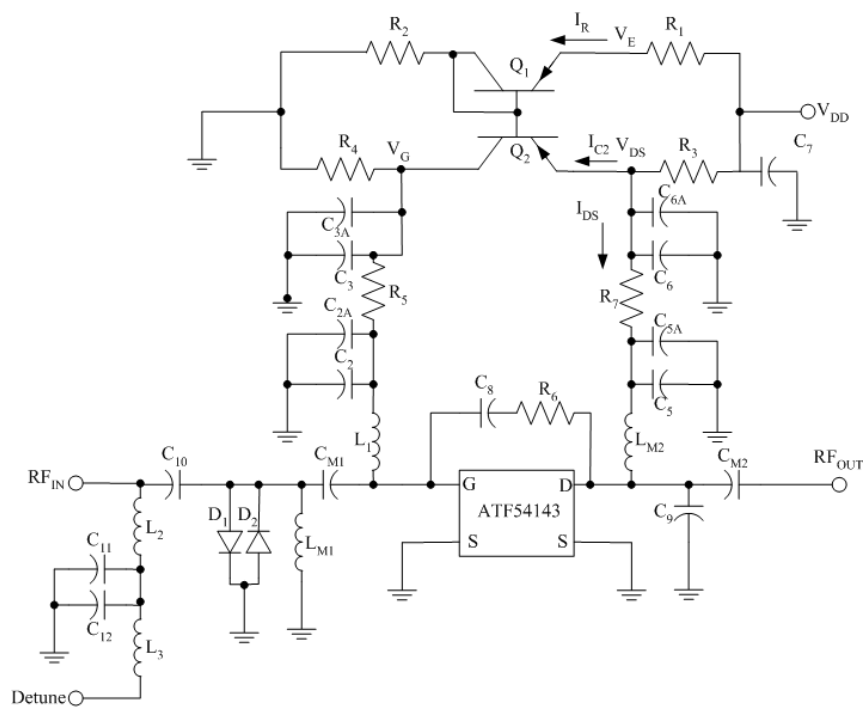 R2
IR
VE
R1
Q1
VDD
R4
VG
Q2
IC2
VDS
R3
C7
C3A
C6A
IDS
C3
R5
C6
R7
C2A
C5A
C2
C8
R6
C5
L1
LM2
C10
CM1
CM2
RFIN
RFOUT
G
D
ATF54143
C9
D1
D2
L2
LM1
S
S
C11
C12
L3
Detune